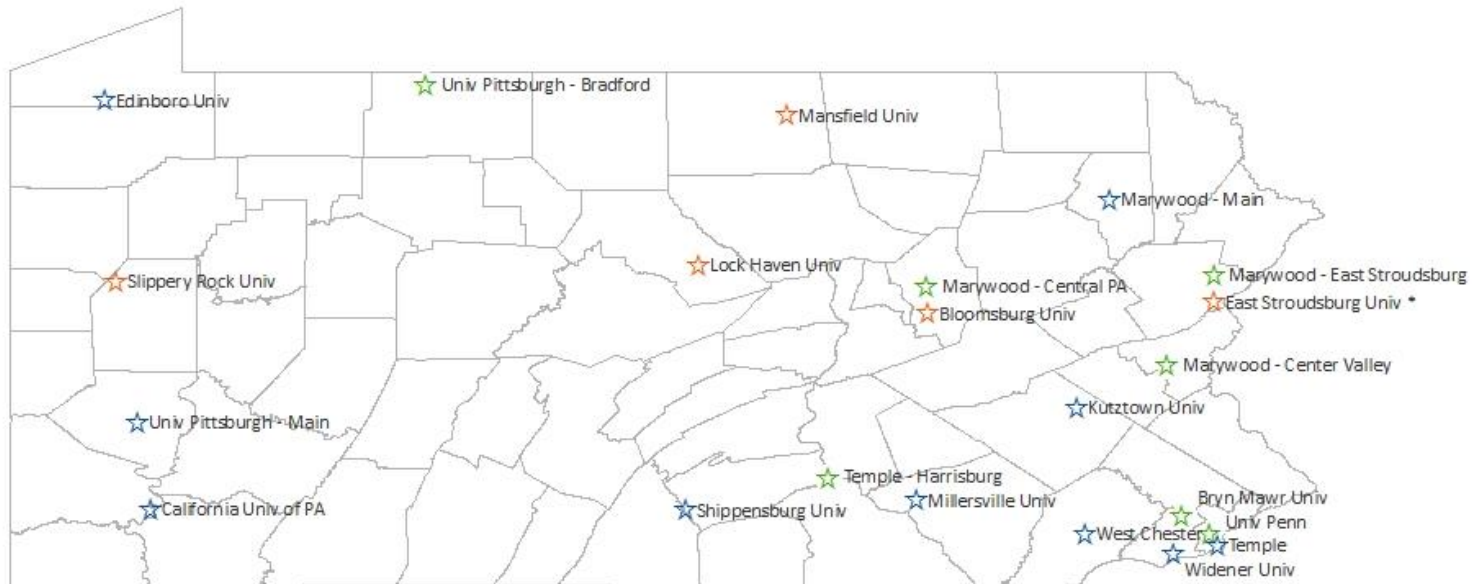 Edinboro Univ
Univ Pittsburgh - Bradford
Mansfield Univ
Marywood - Main
Slippery Rock Univ
Lock Haven Univ
Marywood - Central PA
Bloomsburg Univ
Marywood - East Stroudsburg
East Stroudsburg Univ *
Marywood - Center Valley
Kutztown Univ
Univ Pittsburgh - Main
Temple - Harrisburg
Millersville Univ
California Univ of PA
Shippensburg Univ
Bryn Mawr Univ
Univ Penn
West Chester
Temple
Widener Univ